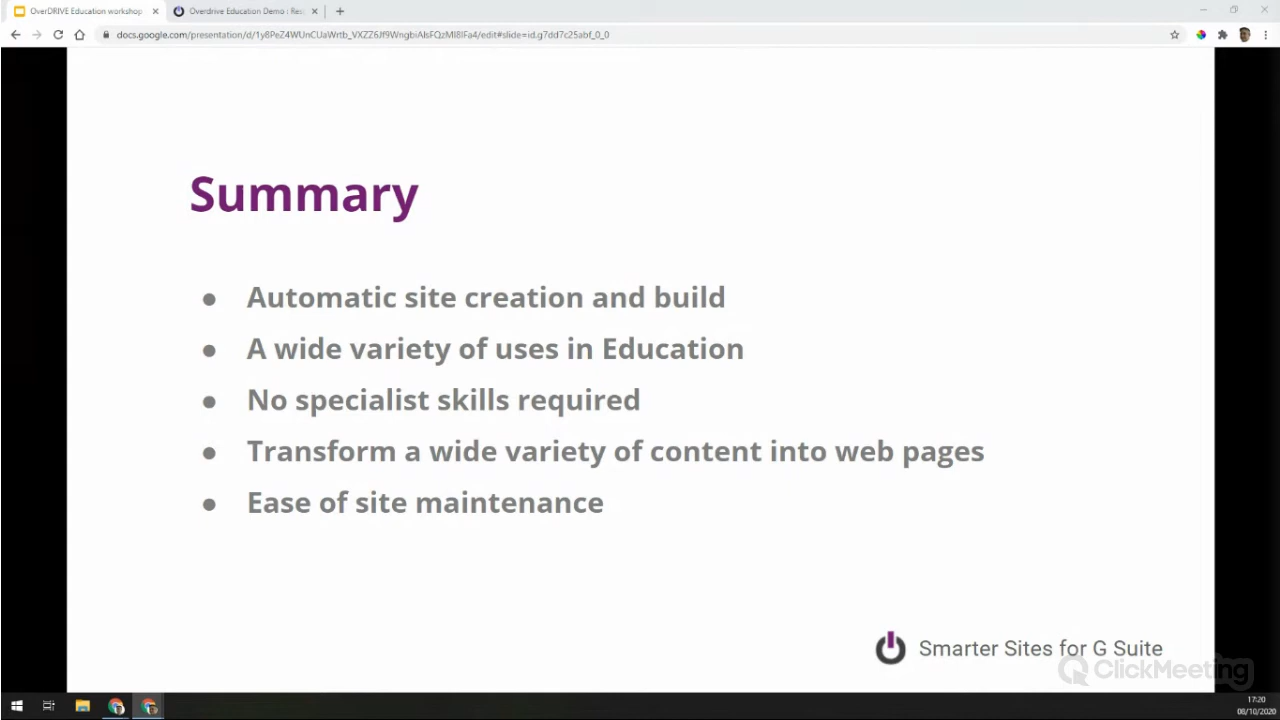 OverDRIVE Education workshop
Overdrive Education Demo : Res
docs.google.com/presentation/d/1y8PeZ4WUnCUaWrtb_VXZZ6Jf9WngbiAlsFQzMl8lFa4/edit#slide=id.g7dd7c25abf_0_0
Summary
● Automatic site creation and build
● A wide variety of uses in Education
● No specialist skills required
● Transform a wide variety of content into web pages
● Ease of site maintenance
Smarter Sites for G Suite
ClickMeeting
17:20
08/10/2020